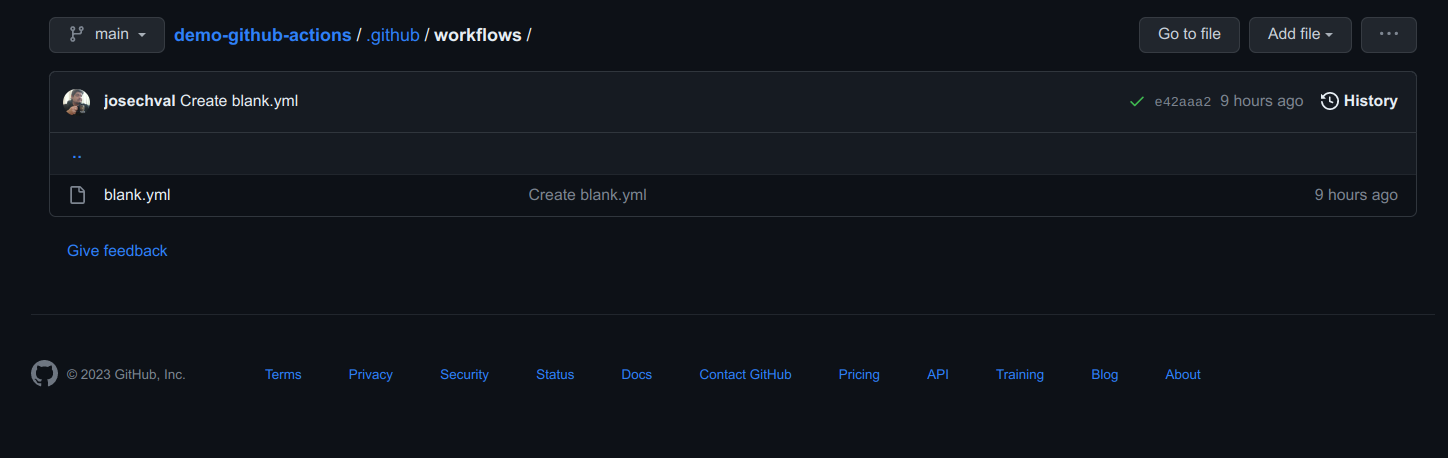 main demo-github-actions / .github / workflows / Go to file Add file ...
josechval Create blank.yml e42aaa2 9 hours ago History
..
blank.yml Create blank.yml 9 hours ago
Give feedback
© 2023 GitHub, Inc. Terms Privacy Security Status Docs Contact GitHub Pricing API Training Blog About